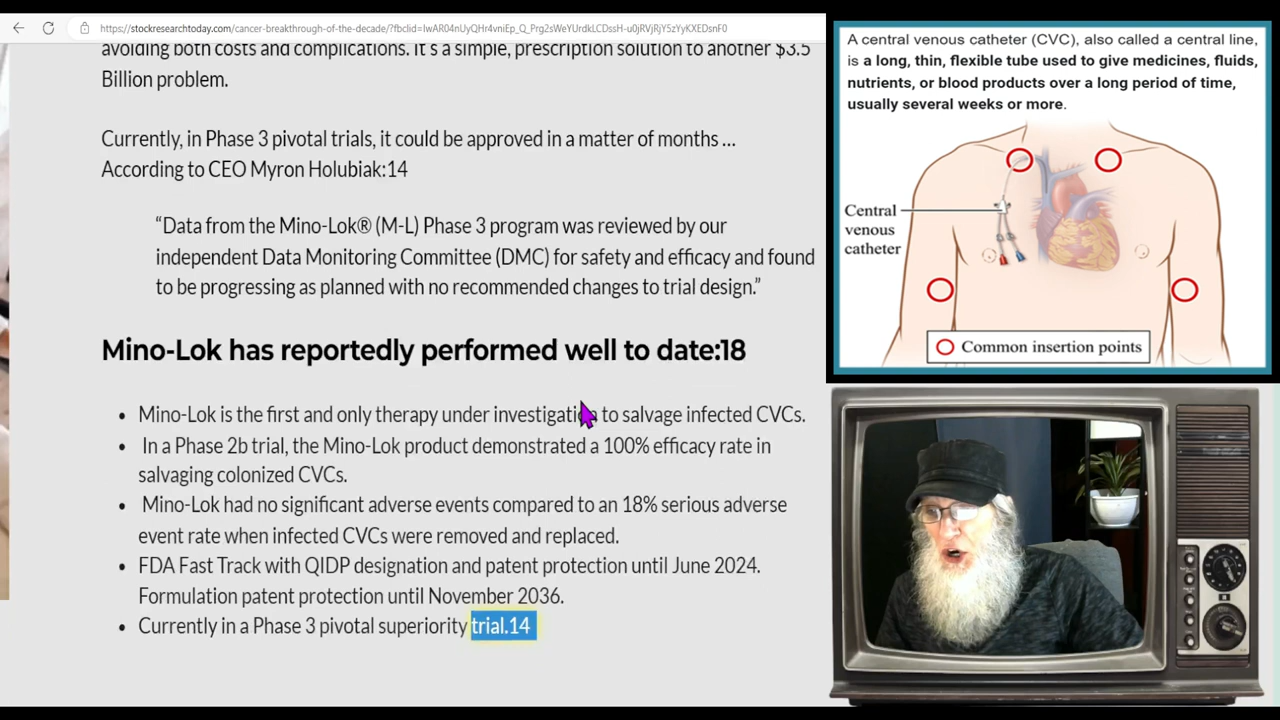 https://stockresearchtoday.com/cancer-breakthrough-of-the-decade/?fbclid=IwAR04nUyQHr4vniEp_Q_Prg2sWeYUrdkLCDssH-u0jRVjRjY5zYyKXEDsnF0
avoiding both costs and complications. It's a simple, prescription solution to another $3.5
Billion problem.
Currently, in Phase 3 pivotal trials, it could be approved in a matter of months ...
According to CEO Myron Holubiak:14
“Data from the Mino-Lok® (M-L) Phase 3 program was reviewed by our
independent Data Monitoring Committee (DMC) for safety and efficacy and found
to be progressing as planned with no recommended changes to trial design.”
Mino-Lok has reportedly performed well to date:18
• Mino-Lok is the first and only therapy under investigation to salvage infected CVCs.
• In a Phase 2b trial, the Mino-Lok product demonstrated a 100% efficacy rate in
salvaging colonized CVCs.
• Mino-Lok had no significant adverse events compared to an 18% serious adverse
event rate when infected CVCs were removed and replaced.
• FDA Fast Track with QIDP designation and patent protection until June 2024.
Formulation patent protection until November 2036.
• Currently in a Phase 3 pivotal superiority trial.14
A central venous catheter (CVC), also called a central line,
is a long, thin, flexible tube used to give medicines, fluids,
nutrients, or blood products over a long period of time,
usually several weeks or more.
Central
venous
catheter
Common insertion points